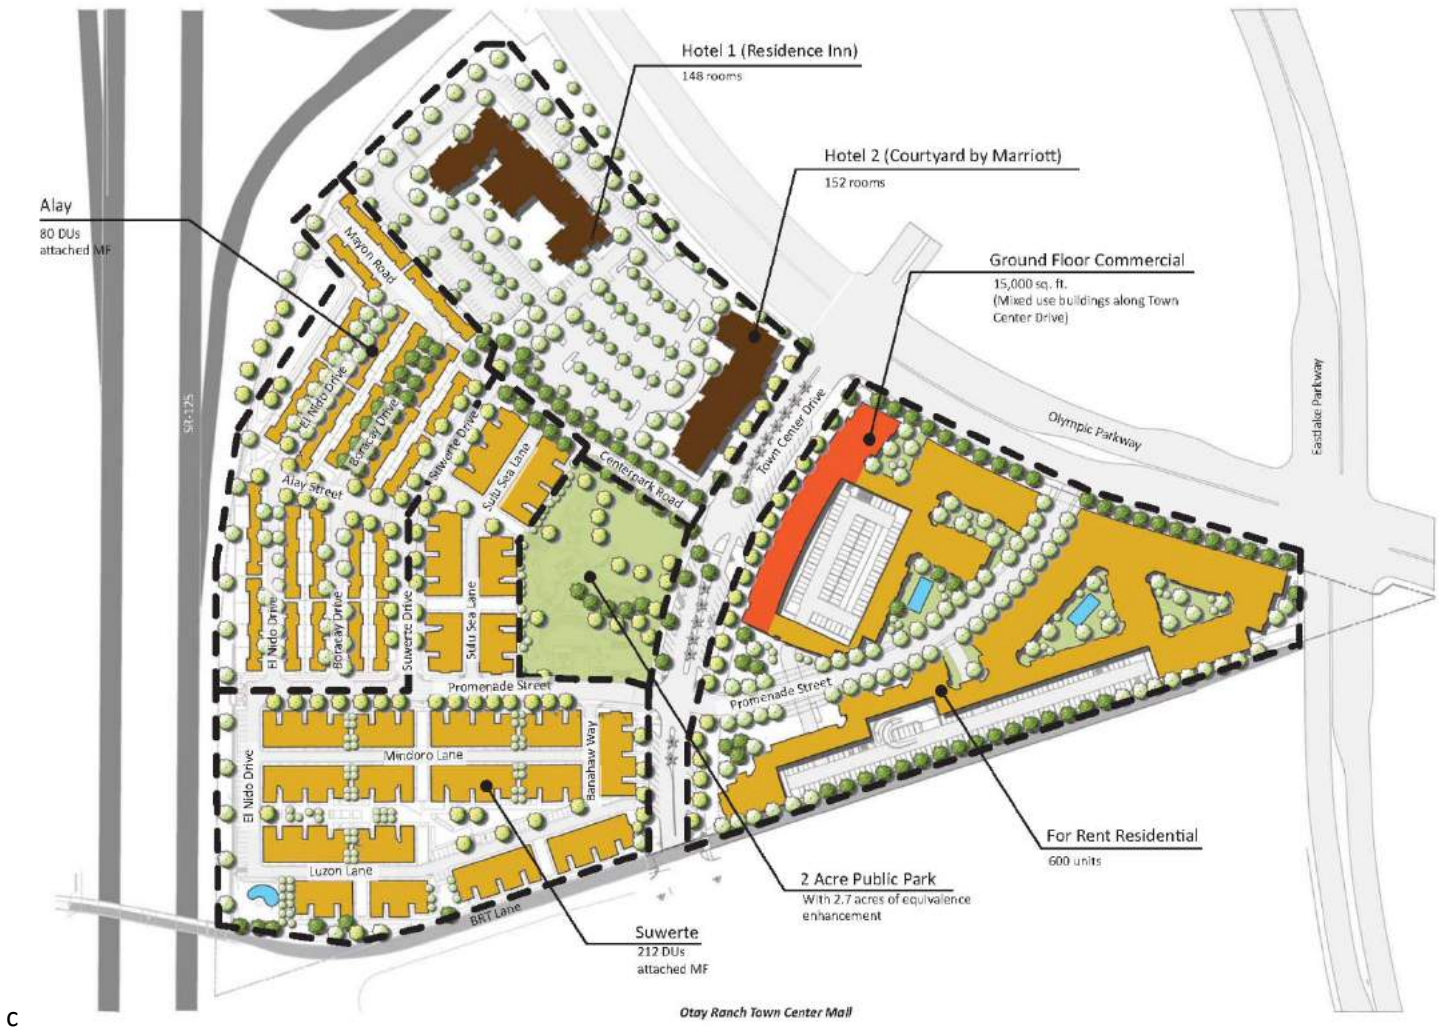 Hotel 1 (Residence Inn)
148 rooms
Hotel 2 (Courtyard by Marriott)
152 rooms
Alay
80 DUs
attached MF
Mayon Road
Ground Floor Commercial
15,000 sq. ft.
(Mixed use buildings along Town
Center Drive)
SR-125
El Nido Drive
Boracay Drive
Suwerte Drive
Sulu Sea Lane
Town Center Drive
Olympic Parkway
Eastlake Parkway
Centerpark Road
Alay Street
El Nido Drive
Boracay Drive
Suwerte Drive
Sulu Sea Lane
Promenade Street
Promenade Street
El Nido Drive
Mindoro Lane
Banahaw Way
Luzon Lane
BRT Lane
For Rent Residential
600 units
2 Acre Public Park
With 2.7 acres of equivalence
enhancement
Suwerte
212 DUs
attached MF
Otay Ranch Town Center Mall
c